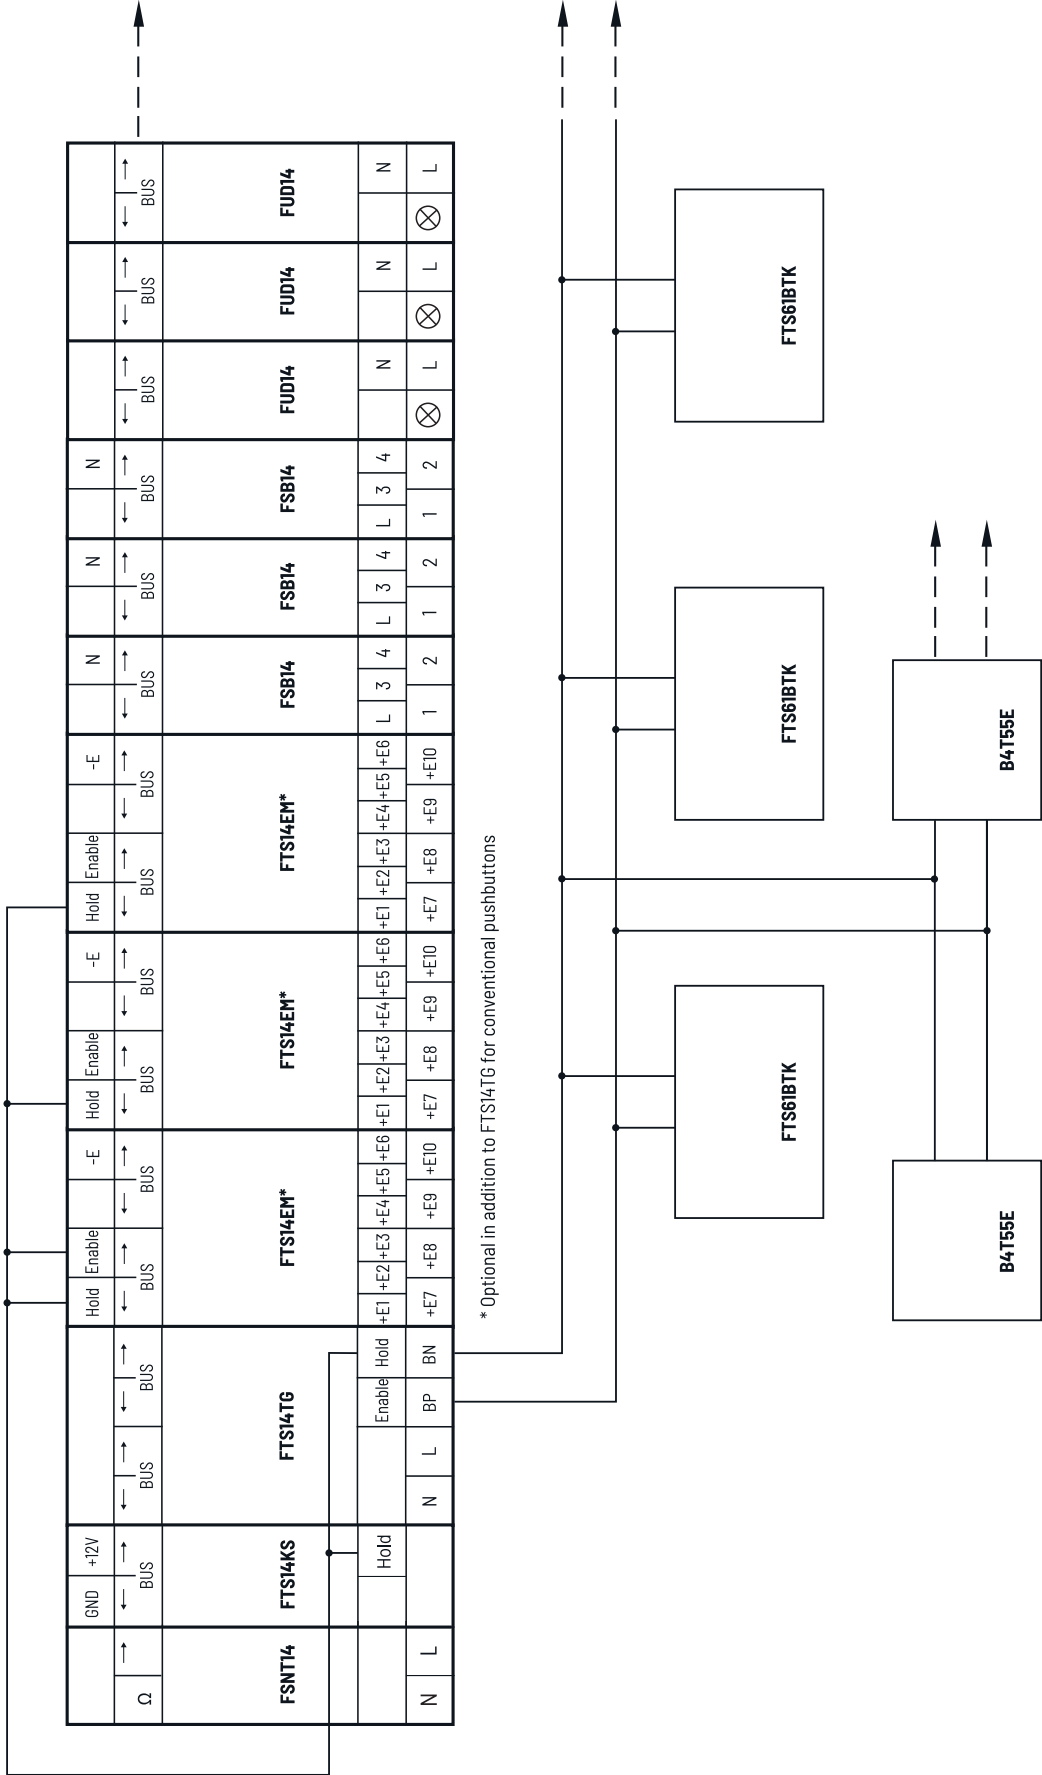 FSNT14
Ω
N L
GND +12V
BUS
FTS14KS
Hold
BUS BUS
FTS14TG
Enable Hold
N L BP BN
Hold Enable -E
BUS BUS
FTS14EM*
+E1 +E2 +E3 +E4 +E5 +E6
+E7 +E8 +E9 +E10
Hold Enable -E
BUS BUS
FTS14EM*
+E1 +E2 +E3 +E4 +E5 +E6
+E7 +E8 +E9 +E10
Hold Enable -E
BUS BUS
FTS14EM*
+E1 +E2 +E3 +E4 +E5 +E6
+E7 +E8 +E9 +E10
N
BUS
FSB14
L 3 4
1 2
N
BUS
FSB14
L 3 4
1 2
N
BUS
FSB14
L 3 4
1 2
BUS
FUD14
N
L
BUS
FUD14
N
L
BUS
FUD14
N
L
* Optional in addition to FTS14TG for conventional pushbuttons
FTS61BTK
FTS61BTK
FTS61BTK
B4T55E
B4T55E